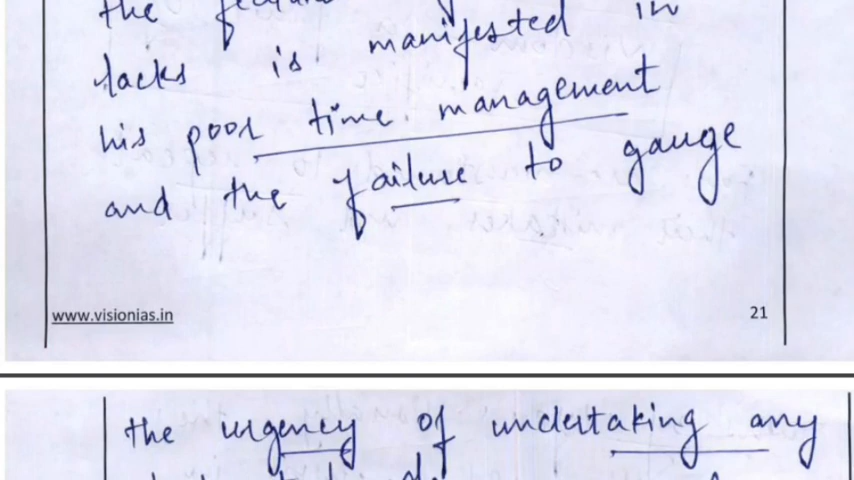 the
lacks is manifested in
his poor time management
and the failure to gauge
www.visionias.in 21
the urgency of undertaking any